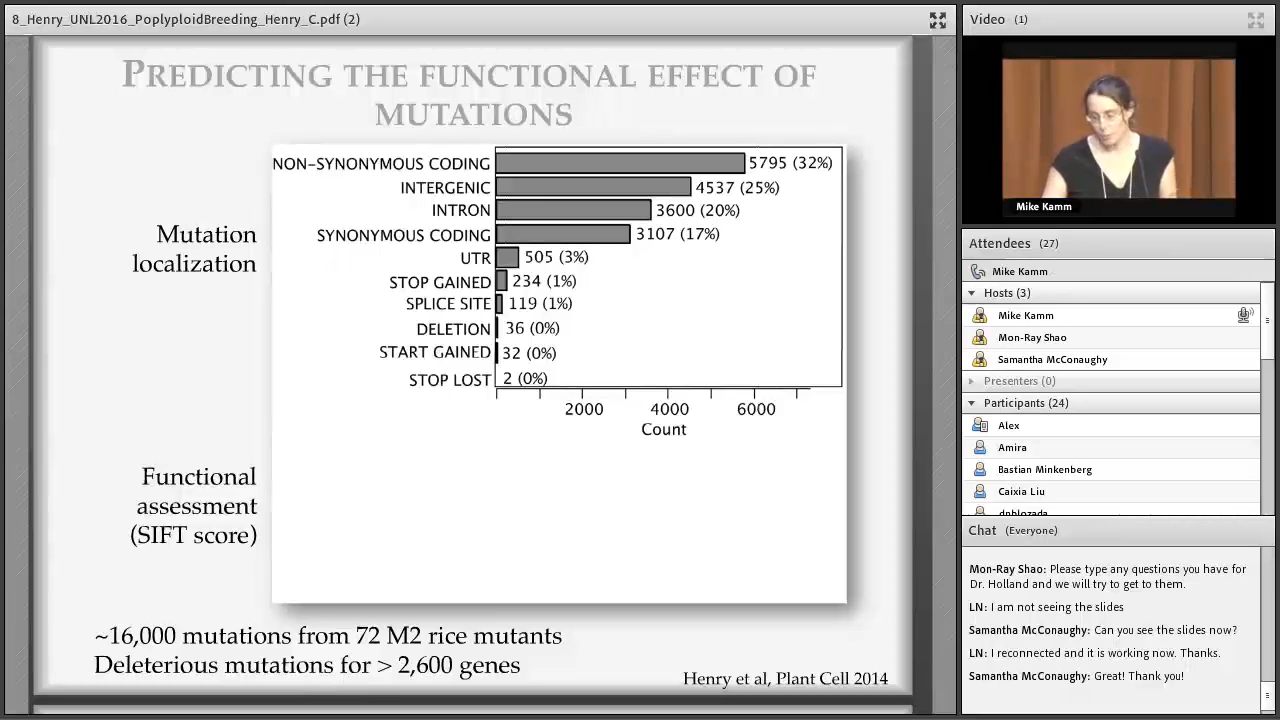 8_Henry_UNL2016_PoplyploidBreeding_Henry_C.pdf (2)
PREDICTING THE FUNCTIONAL EFFECT OF
MUTATIONS
Mutation
localization
NON-SYNONYMOUS CODING 5795 (32%)
INTERGENIC 4537 (25%)
INTRON 3600 (20%)
SYNONYMOUS CODING 3107 (17%)
UTR 505 (3%)
STOP GAINED 234 (1%)
SPLICE SITE 119 (1%)
DELETION 36 (0%)
START GAINED 32 (0%)
STOP LOST 2 (0%)
2000 4000 6000
Count
Functional
assessment
(SIFT score)
~16,000 mutations from 72 M2 rice mutants
Deleterious mutations for > 2,600 genes
Henry et al, Plant Cell 2014
Video (1)
Mike Kamm
Attendees (27)
Mike Kamm
Hosts (3)
Mike Kamm
Mon-Ray Shao
Samantha McConaughy
Presenters (0)
Participants (24)
Alex
Amira
Bastian Minkenberg
Caixia Liu
dnblozada
Chat (Everyone)
Mon-Ray Shao: Please type any questions you have for
Dr. Holland and we will try to get to them.
LN: I am not seeing the slides
Samantha McConaughy: Can you see the slides now?
LN: I reconnected and it is working now. Thanks.
Samantha McConaughy: Great! Thank you!